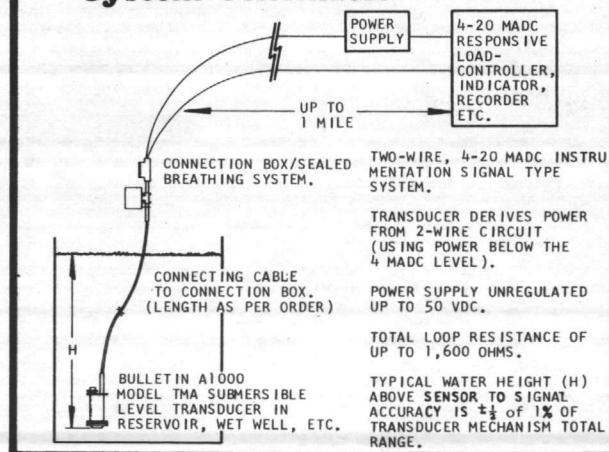 POWER
SUPPLY
4-20 MADC
RESPONSIVE
LOAD-
CONTROLLER,
INDICATOR,
RECORDER
ETC.
UP TO
1 MILE
CONNECTION BOX/SEALED
BREATHING SYSTEM.
CONNECTING CABLE
TO CONNECTION BOX.
(LENGTH AS PER ORDER)
H
BULLETIN A1000
MODEL TMA SUBMERSIBLE
LEVEL TRANSDUCER IN
RESERVOIR, WET WELL, ETC.
TWO-WIRE, 4-20 MADC INSTRU
MENTATION SIGNAL TYPE
SYSTEM.
TRANSDUCER DERIVES POWER
FROM 2-WIRE CIRCUIT
(USING POWER BELOW THE
4 MADC LEVEL).
POWER SUPPLY UNREGULATED
UP TO 50 VDC.
TOTAL LOOP RESISTANCE OF
UP TO 1,600 OHMS.
TYPICAL WATER HEIGHT (H)
ABOVE SENSOR TO SIGNAL
ACCURACY IS ±½ of 1% OF
TRANSDUCER MECHANISM TOTAL
RANGE.